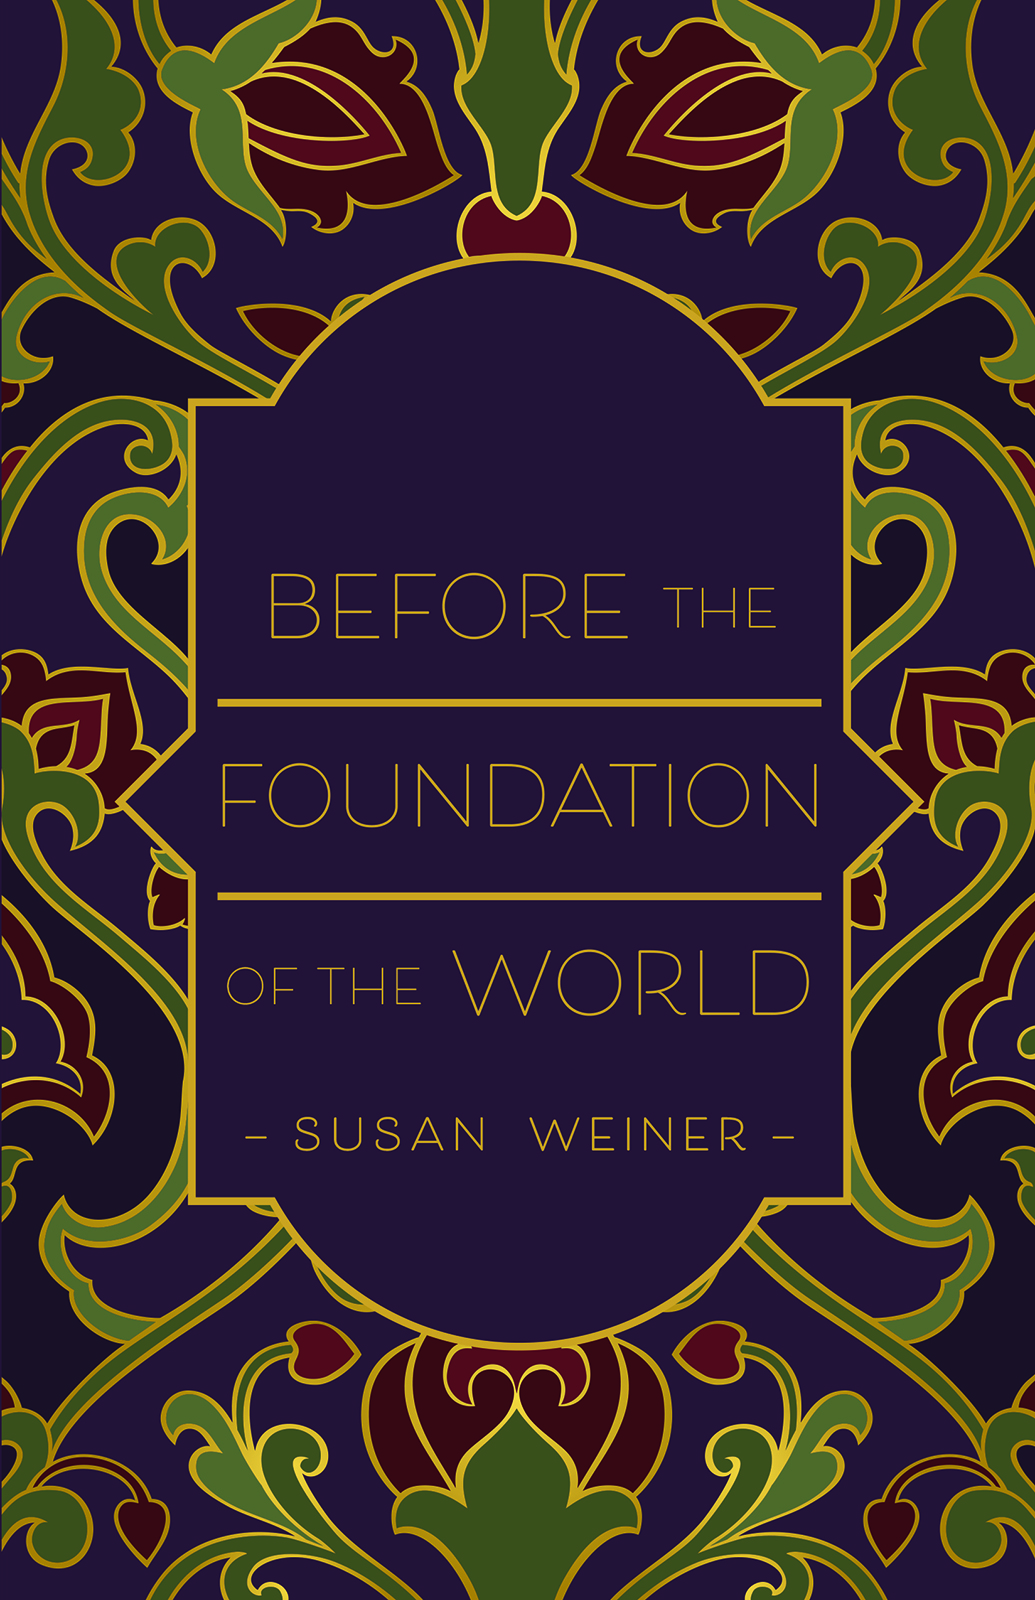 BEFORE THE
FOUNDATION
OF THE WORLD
– SUSAN WEINER –